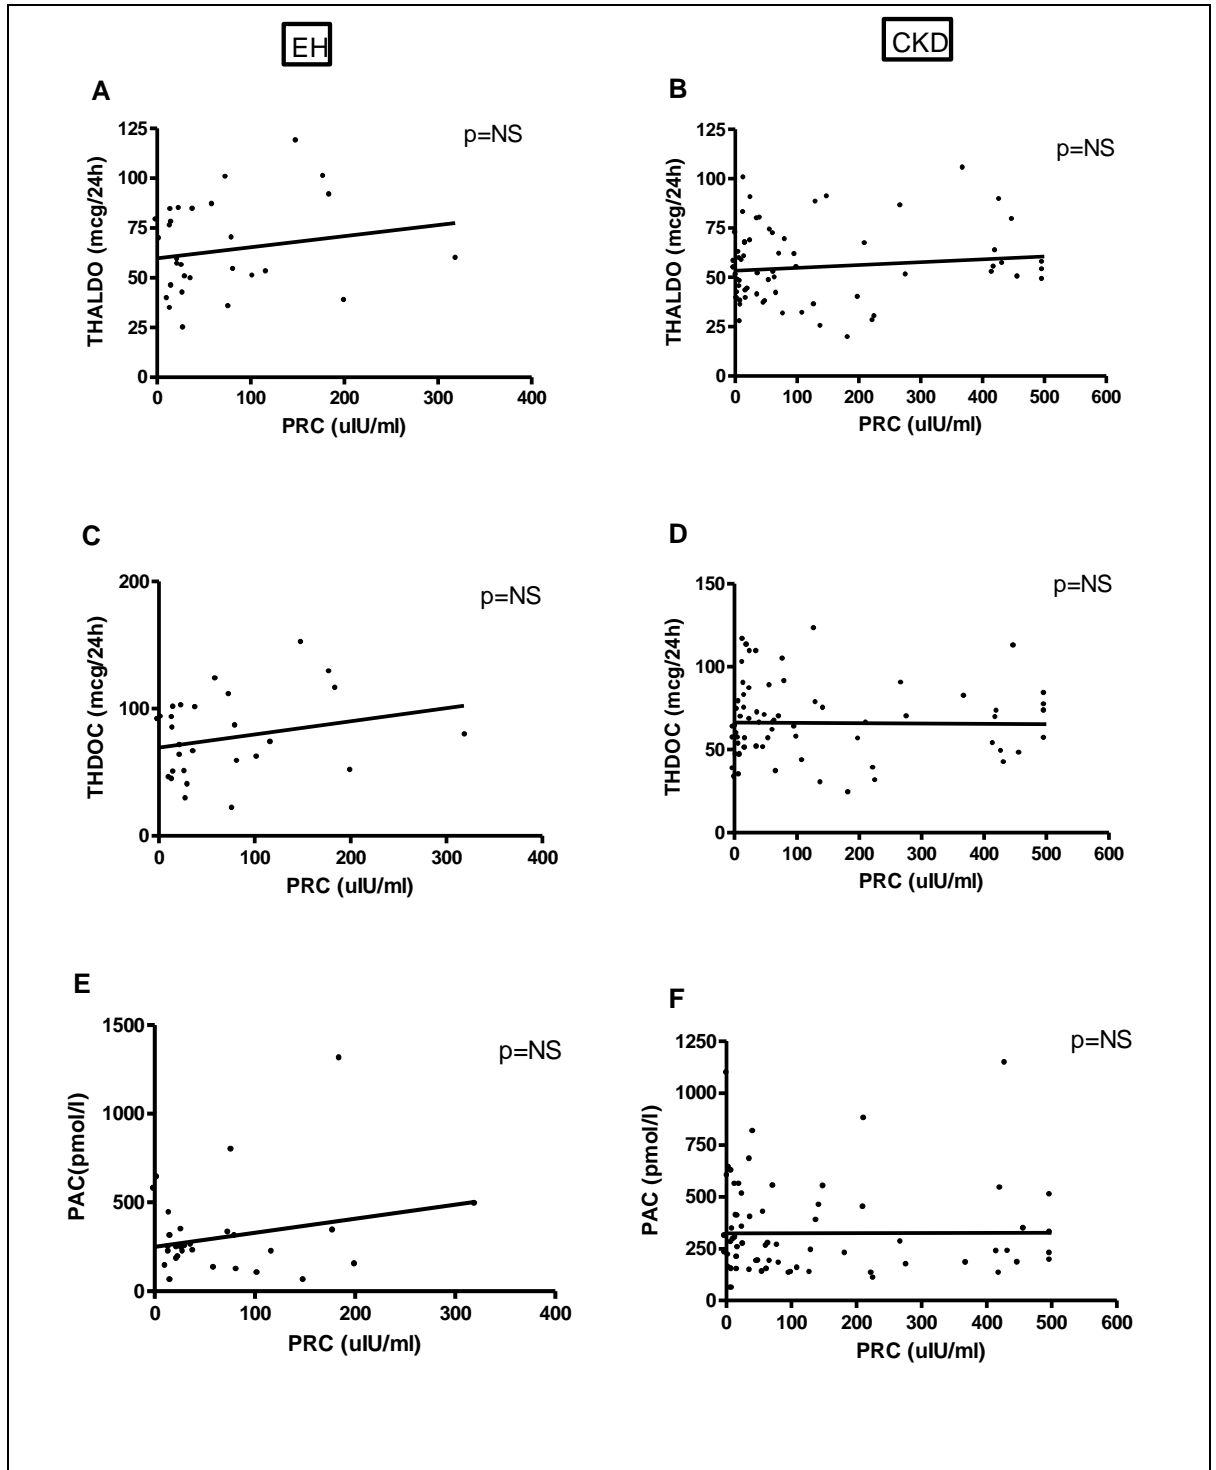 EH
CKD
A
p=NS
THALDO (mcg/24h)
125
100
75
50
25
0
0 100 200 300 400
PRC (uIU/ml)
B
p=NS
THALDO (mcg/24h)
125
100
75
50
25
0
0 100 200 300 400 500 600
PRC (uIU/ml)
C
p=NS
THDOC (mcg/24h)
200
100
0
0 100 200 300 400
PRC (uIU/ml)
D
p=NS
THDOC (mcg/24h)
150
100
50
0
0 100 200 300 400 500 600
PRC (uIU/ml)
E
p=NS
PAC(pmol/l)
1500
1000
500
0
0 100 200 300 400
PRC (uIU/ml)
F
p=NS
PAC (pmol/l)
1250
1000
750
500
250
0
0 100 200 300 400 500 600
PRC (uIU/ml)